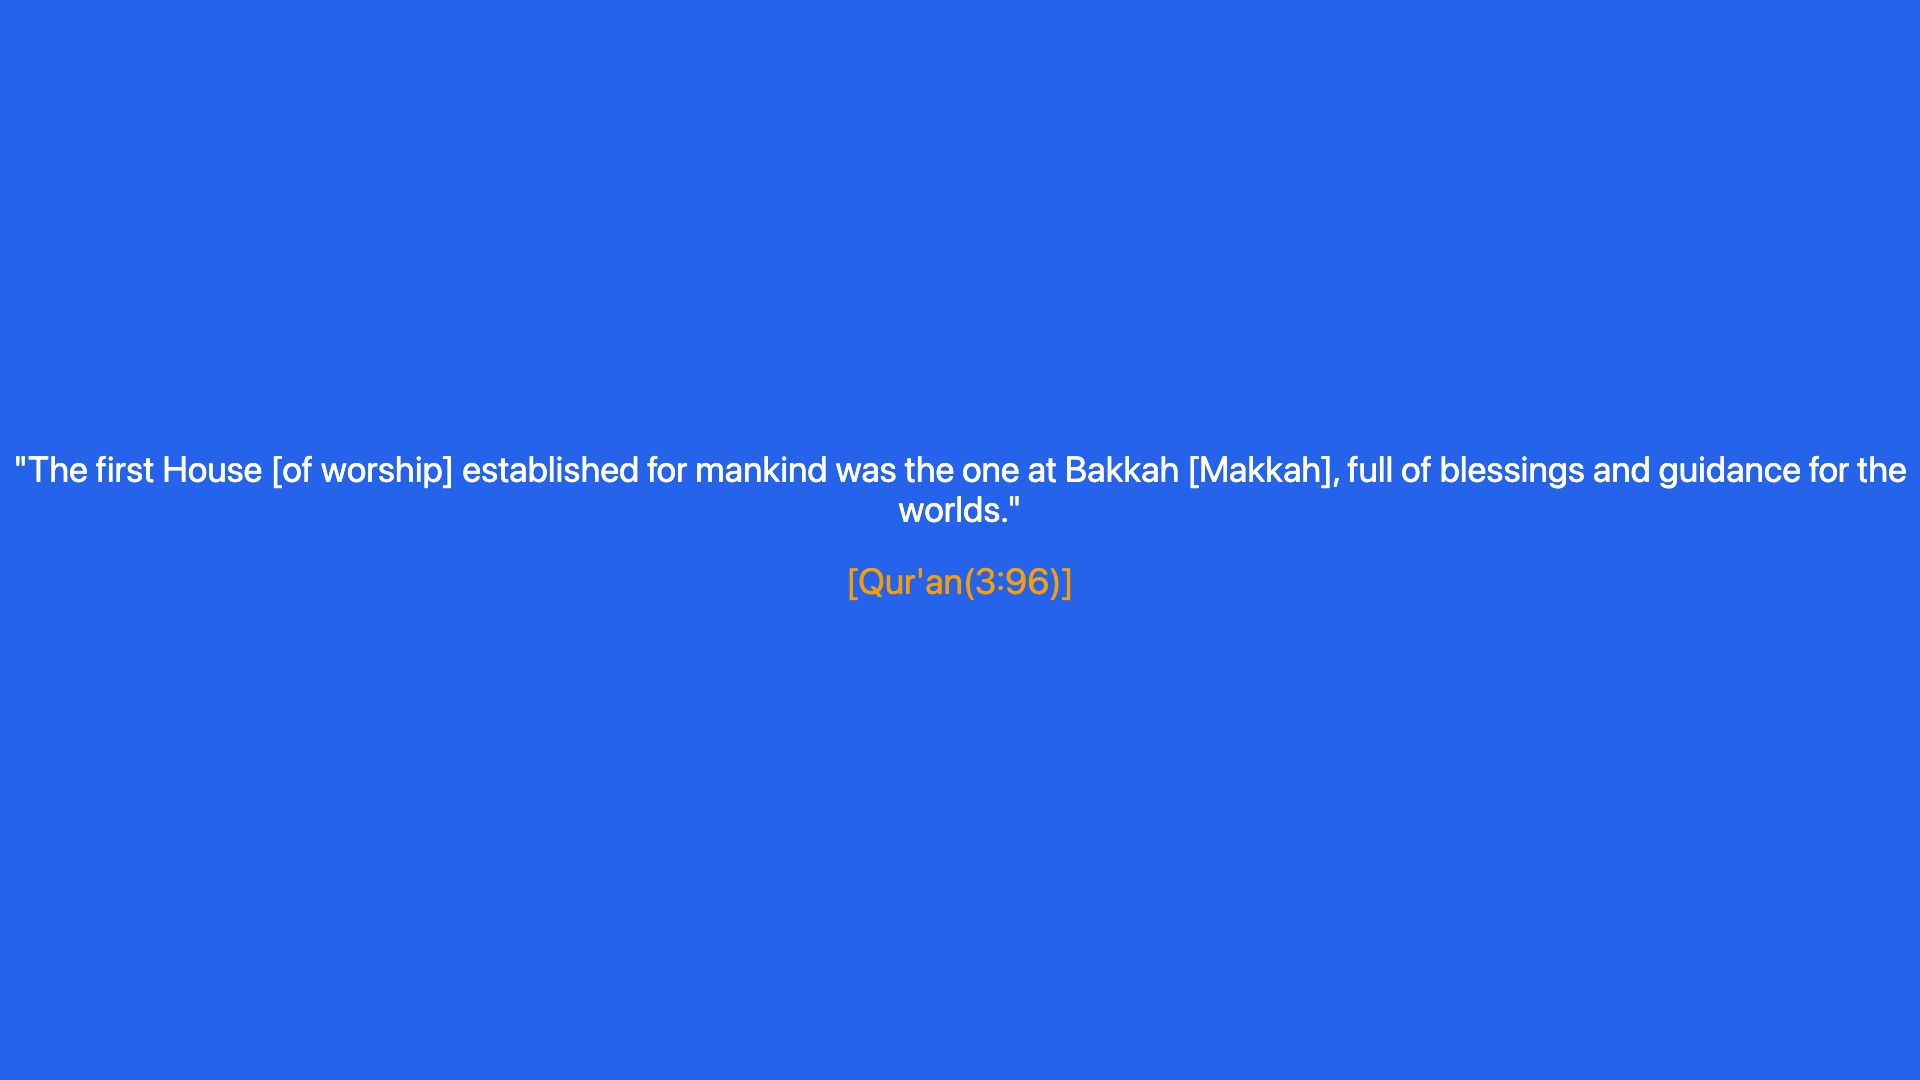 "The first House [of worship] established for mankind was the one at Bakkah [Makkah], full of blessings and guidance for the
worlds."
[Qur'an(3:96)]